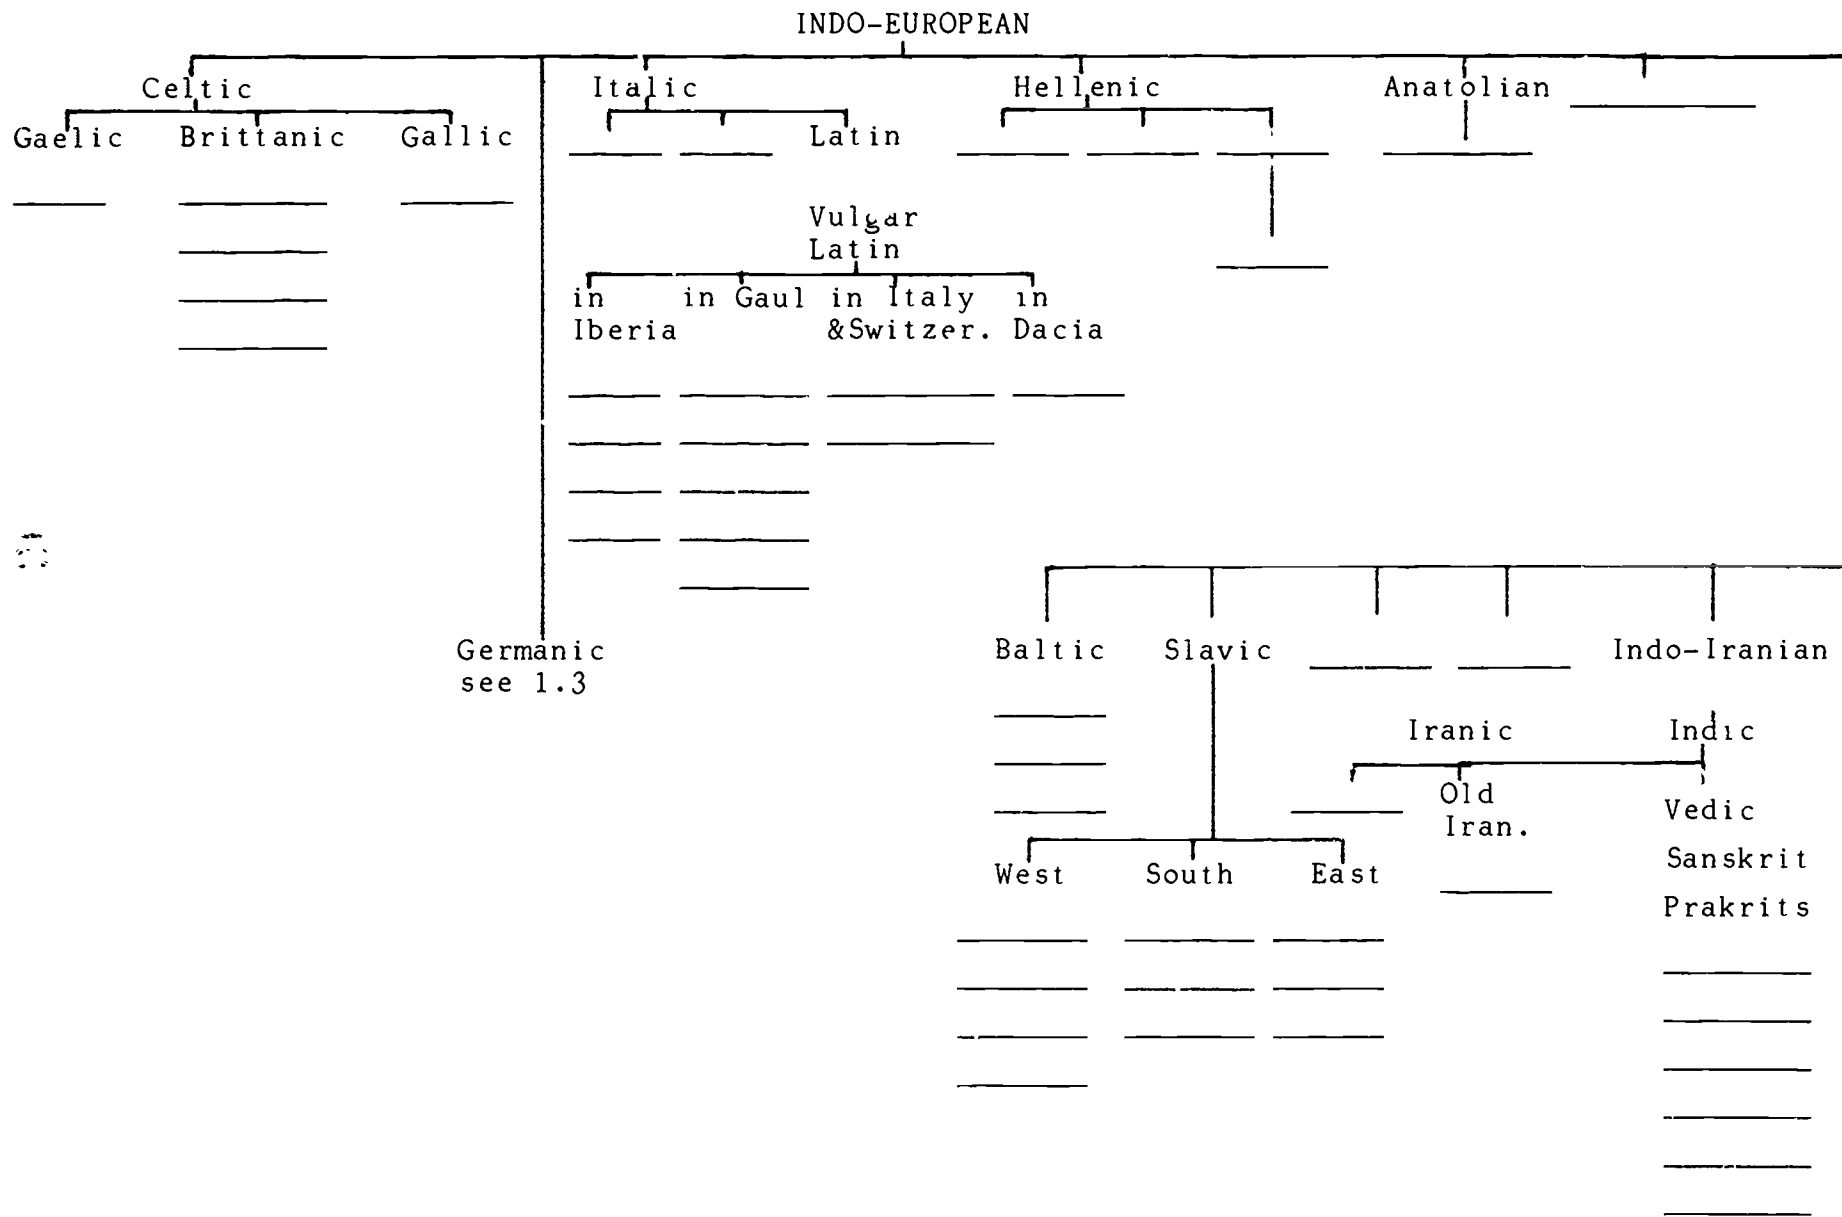 INDO-EUROPEAN
Celtic Italic Hellenic Anatolian
Gaelic Brittanic Gallic Latin
Vulgar
Latin
in in Gaul in Italy in
Iberia &Switzer. Dacia
Germanic Baltic Slavic Indo-Iranian
see 1.3
Iranic Indic
Old Vedic
Iran.
West South East Sanskrit
Prakrits